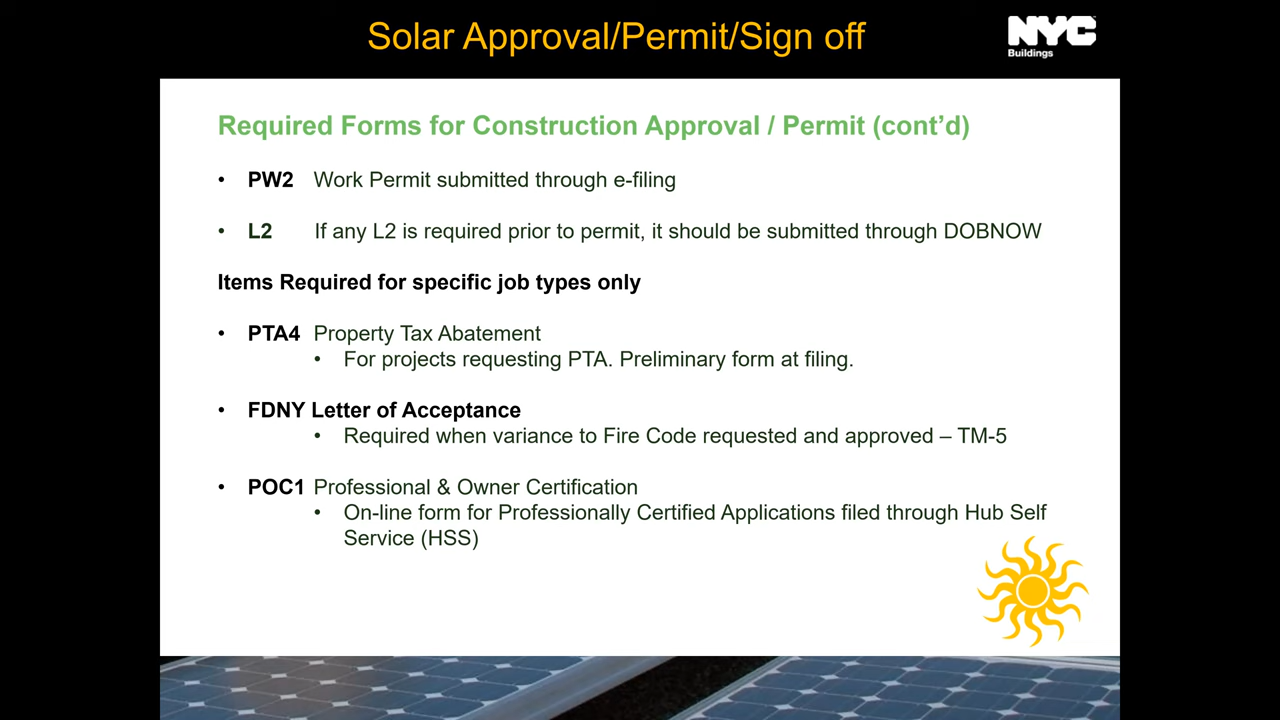 Solar Approval/Permit/Sign off
NYC
Buildings
Required Forms for Construction Approval / Permit (cont’d)
• PW2 Work Permit submitted through e-filing
• L2 If any L2 is required prior to permit, it should be submitted through DOBNOW
Items Required for specific job types only
• PTA4 Property Tax Abatement
• For projects requesting PTA. Preliminary form at filing.
• FDNY Letter of Acceptance
• Required when variance to Fire Code requested and approved – TM-5
• POC1 Professional & Owner Certification
• On-line form for Professionally Certified Applications filed through Hub Self
Service (HSS)